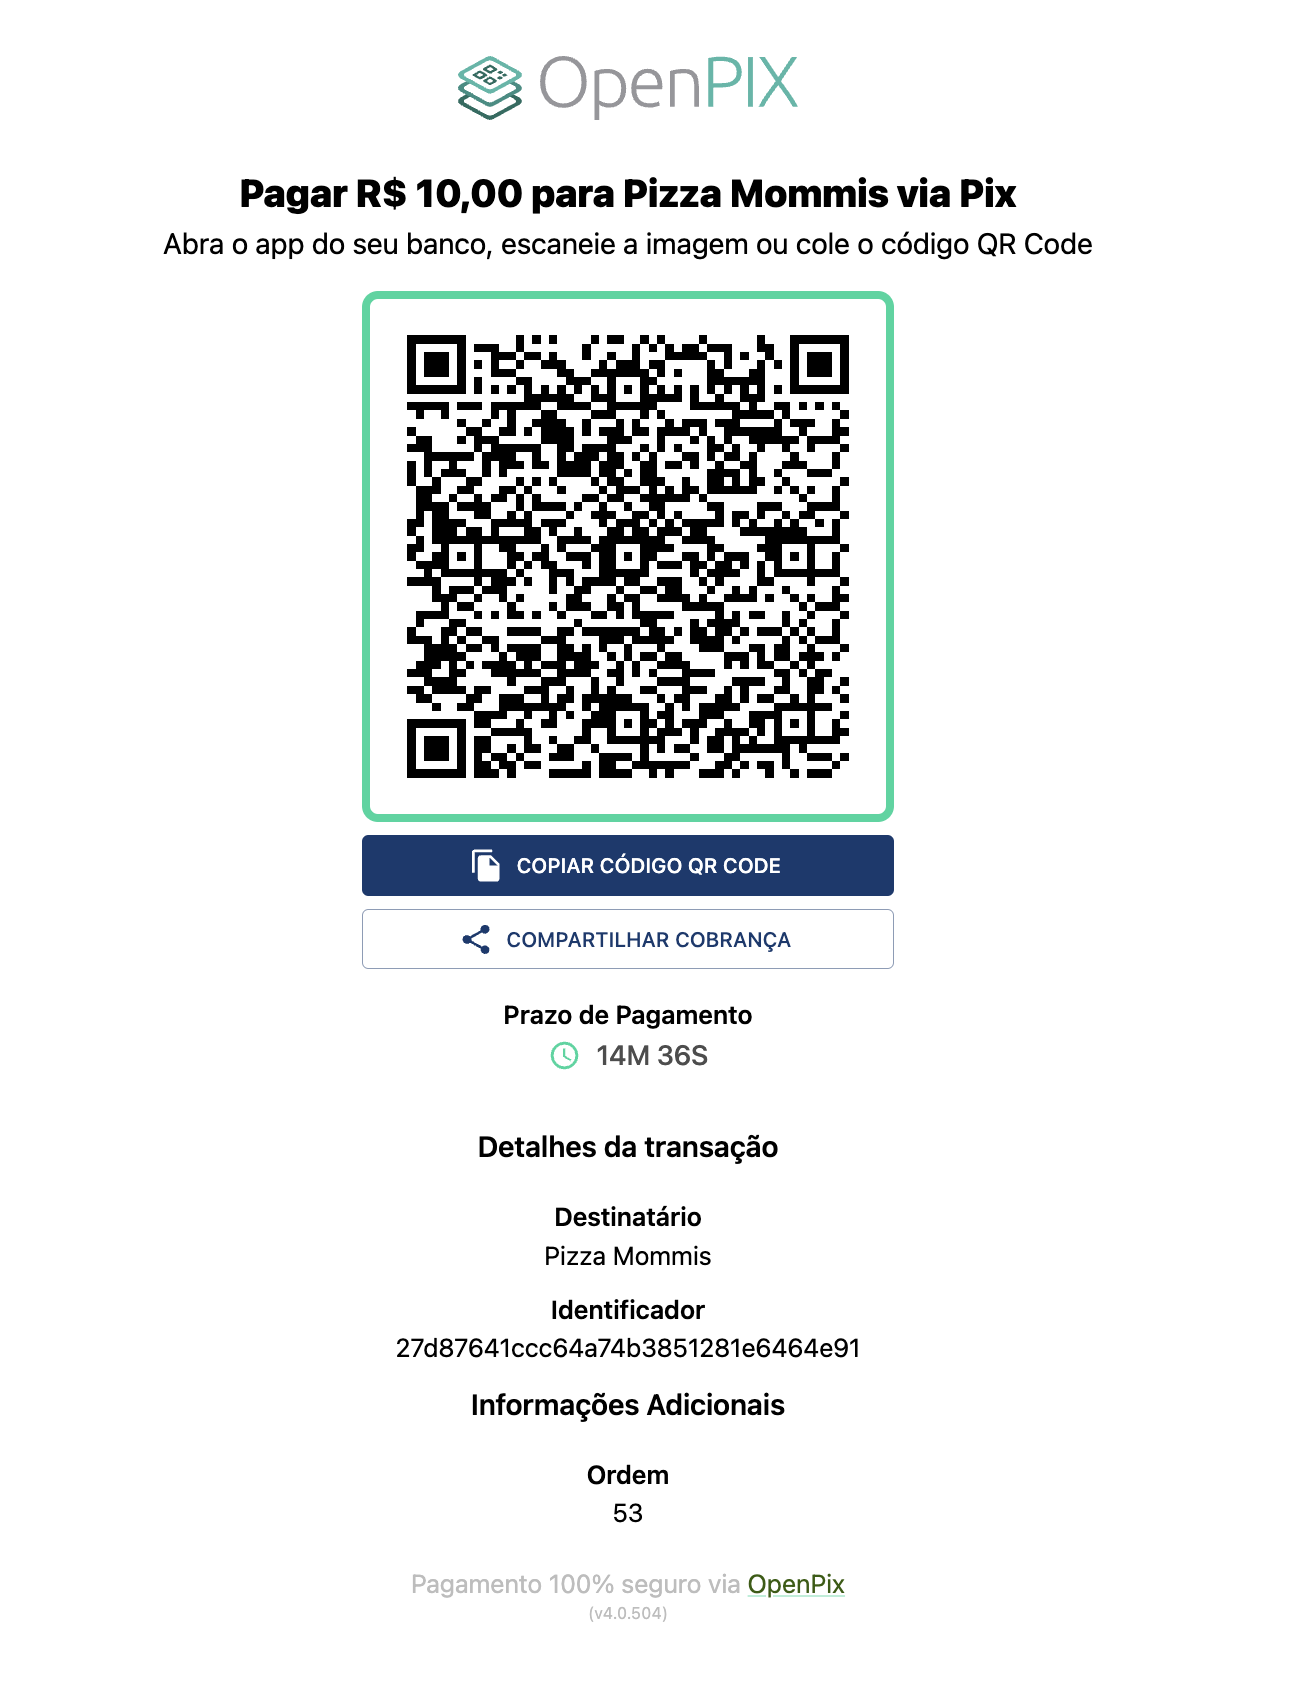 OpenPIX
Pagar R$ 10,00 para Pizza Mommis via Pix
Abra o app do seu banco, escaneie a imagem ou cole o código QR Code
COPIAR CÓDIGO QR CODE
COMPARTILHAR COBRANÇA
Prazo de Pagamento
14M 36S
Detalhes da transação
Destinatário
Pizza Mommis
Identificador
27d87641ccc64a74b3851281e6464e91
Informações Adicionais
Ordem
53
Pagamento 100% seguro via OpenPix
(v4.0.504)